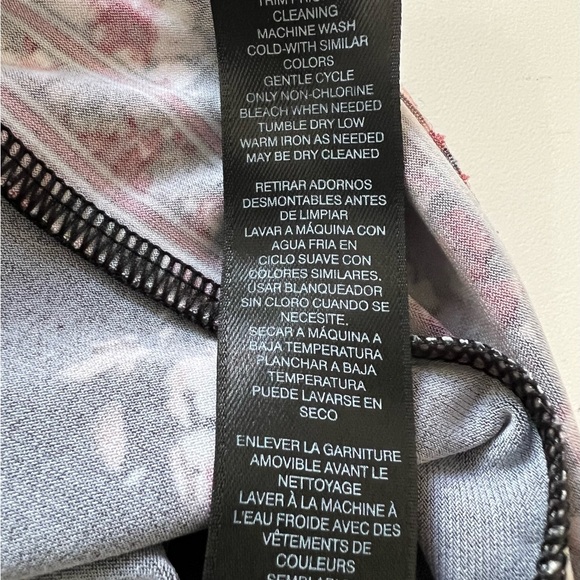 TRIM PRIOR
CLEANING
MACHINE WASH
COLD-WITH SIMILAR
COLORS
GENTLE CYCLE
ONLY NON-CHLORINE
BLEACH WHEN NEEDED
TUMBLE DRY LOW
WARM IRON AS NEEDED
MAY BE DRY CLEANED
RETIRAR ADORNOS
DESMONTABLES ANTES
DE LIMPIAR
LAVAR A MÁQUINA CON
AGUA FRIA EN
CICLO SUAVE CON
COLORES SIMILARES.
USAR BLANQUEADOR
SIN CLORO CUANDO SE
NECESITE.
SECAR A MÁQUINA A
BAJA TEMPERATURA
PLANCHAR A BAJA
TEMPERATURA
PUEDE LAVARSE EN
SECO
ENLEVER LA GARNITURE
AMOVIBLE AVANT LE
NETTOYAGE
LAVER À LA MACHINE À
L'EAU FROIDE AVEC DES
VÊTEMENTS DE
COULEURS